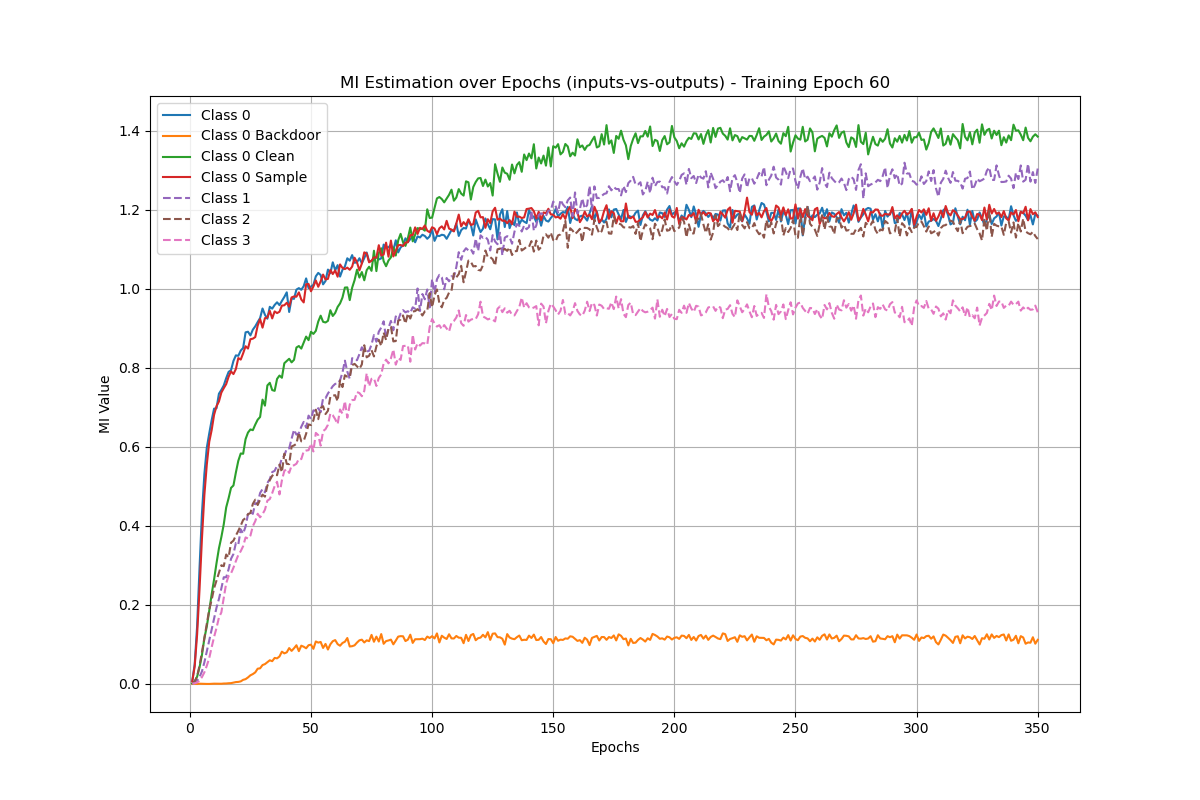 MI Estimation over Epochs (inputs-vs-outputs) - Training Epoch 60
Class 0
Class 0 Backdoor
Class 0 Clean
Class 0 Sample
Class 1
Class 2
Class 3
MI Value
1.4
1.2
1.0
0.8
0.6
0.4
0.2
0.0
0 50 100 150 200 250 300 350
Epochs